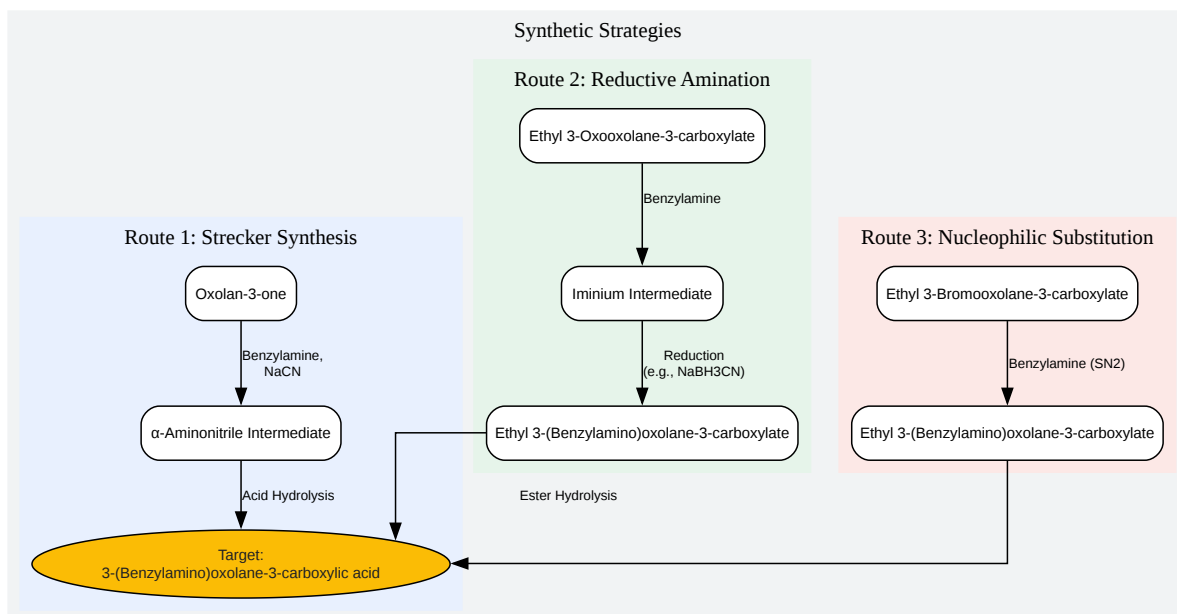 Synthetic Strategies
Route 2: Reductive Amination
Ethyl 3-Oxooxolane-3-carboxylate
Benzylamine
Route 1: Strecker Synthesis
Route 3: Nucleophilic Substitution
Oxolan-3-one
Iminium Intermediate
Ethyl 3-Bromooxolane-3-carboxylate
Benzylamine,
NaCN
Reduction
(e.g., NaBH3CN)
Benzylamine (SN2)
α-Aminonitrile Intermediate
Ethyl 3-(Benzylamino)oxolane-3-carboxylate
Ethyl 3-(Benzylamino)oxolane-3-carboxylate
Acid Hydrolysis
Ester Hydrolysis
Target:
3-(Benzylamino)oxolane-3-carboxylic acid